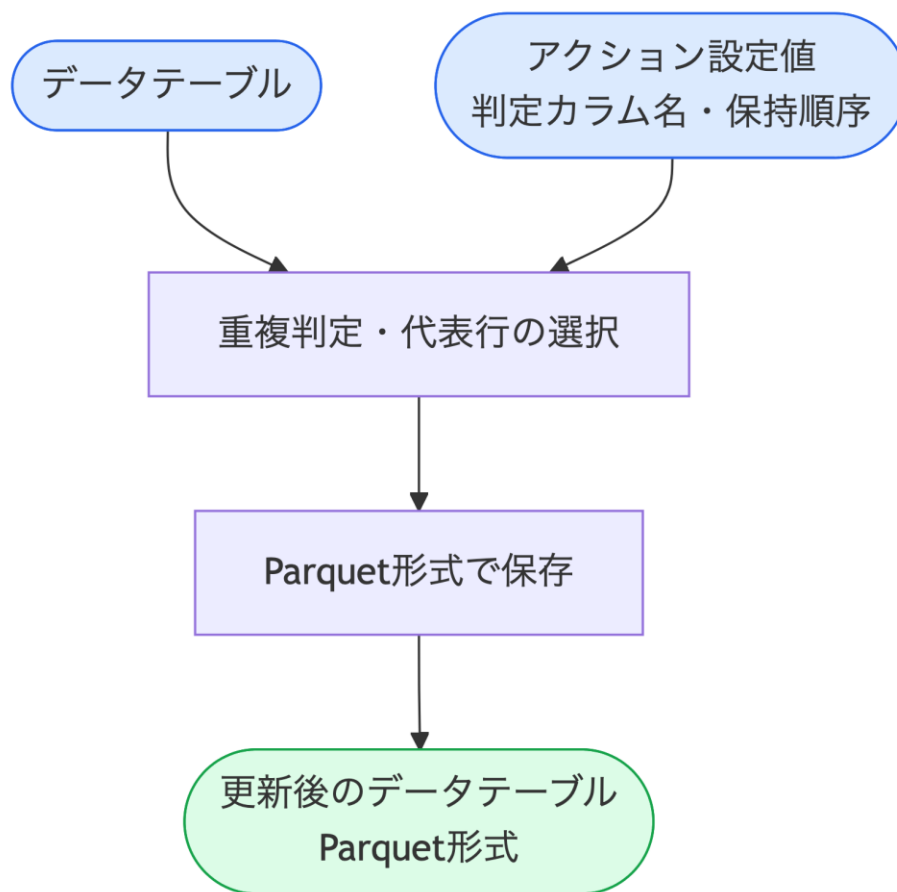 データテーブル
アクション設定値
判定カラム名・保持順序
重複判定・代表行の選択
Parquet形式で保存
更新後のデータテーブル
Parquet形式